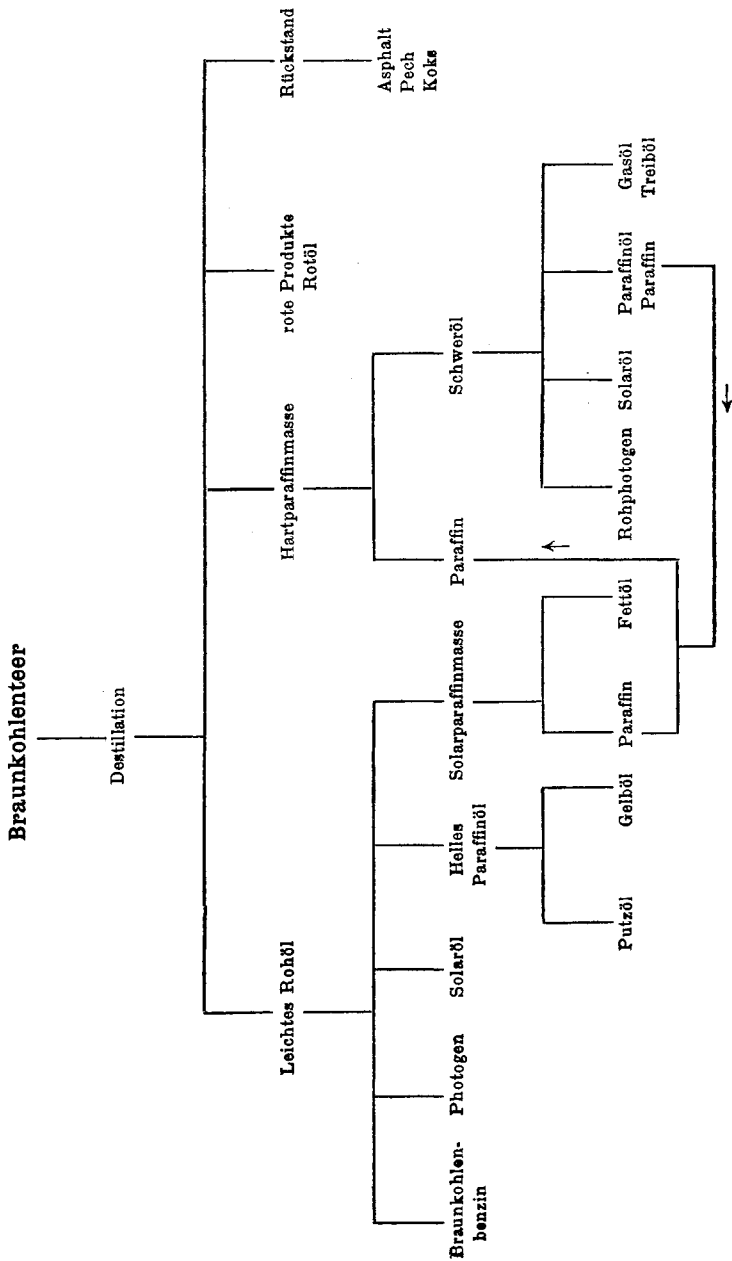 Braunkohlenteer
Destillation
Leichtes Rohöl
Hartparaffinmasse
rote Produkte
Rotöl
Rückstand
Asphalt
Pech
Koks
Braunkohlen-
benzin
Photogen
Solaröl
Helles
Paraffinöl
Solarparaffinmasse
Paraffin
Schweröl
Putzöl
Gelböl
Paraffin
Fettöl
Rohphotogen
Solaröl
Paraffinöl
Paraffin
Gasöl
Treiböl